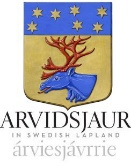 ARVIDSJAUR
IN SWEDISH LAPLAND
árviesjávrrie